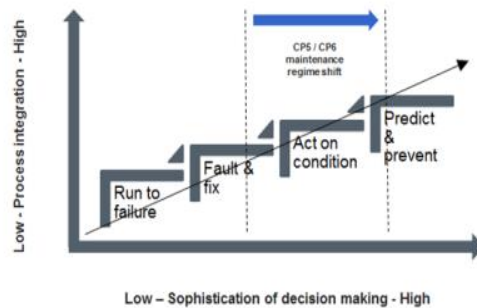 CP5 / CP6
maintenance
regime shift
Low - Process integration - High
Run to
failure
Fault &
fix
Act on
condition
Predict
&
prevent
Low – Sophistication of decision making - High